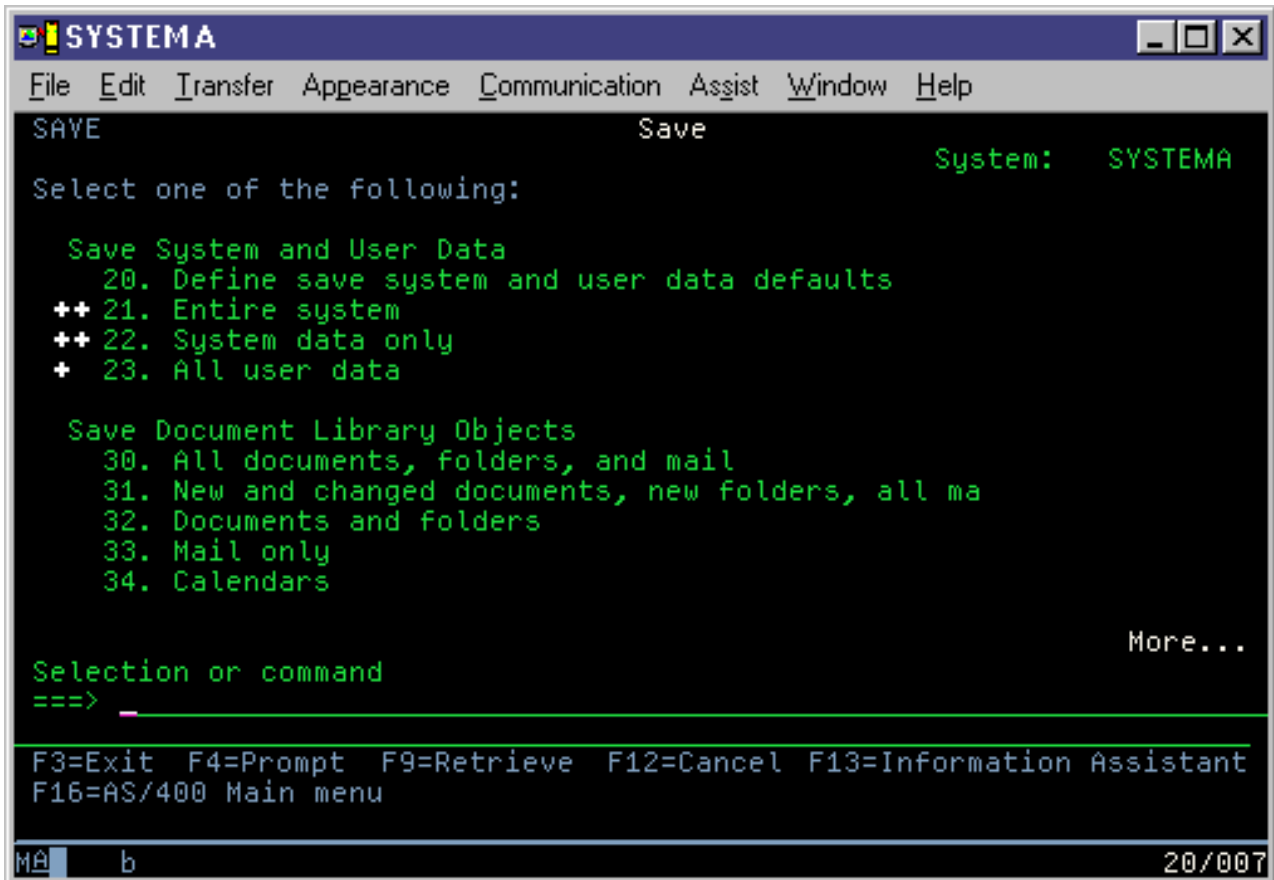 SYSTEMA
File Edit Transfer Appearance Communication Assist Window Help
SAVE Save
System: SYSTEMA
Select one of the following:
Save System and User Data
20. Define save system and user data defaults
++ 21. Entire system
++ 22. System data only
+ 23. All user data
Save Document Library Objects
30. All documents, folders, and mail
31. New and changed documents, new folders, all ma
32. Documents and folders
33. Mail only
34. Calendars
More...
Selection or command
===> _
F3=Exit F4=Prompt F9=Retrieve F12=Cancel F13=Information Assistant
F16=AS/400 Main menu
MA b 20/007